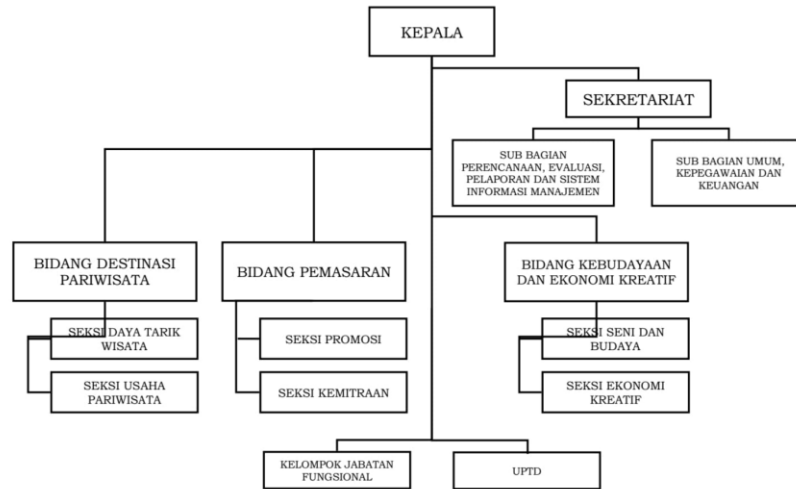 KEPALA
SEKRETARIAT
SUB BAGIAN
PERENCANAAN, EVALUASI,
PELAPORAN DAN SISTEM
INFORMASI MANAJEMEN
SUB BAGIAN UMUM,
KEPEGAWAIAN DAN
KEUANGAN
BIDANG DESTINASI
PARIWISATA
BIDANG PEMASARAN
BIDANG KEBUDAYAAN
DAN EKONOMI KREATIF
SEKSI DAYA TARIK
WISATA
SEKSI PROMOSI
SEKSI SENI DAN
BUDAYA
SEKSI USAHA
PARIWISATA
SEKSI KEMITRAAN
SEKSI EKONOMI
KREATIF
KELOMPOK JABATAN
FUNGSIONAL
UPTD